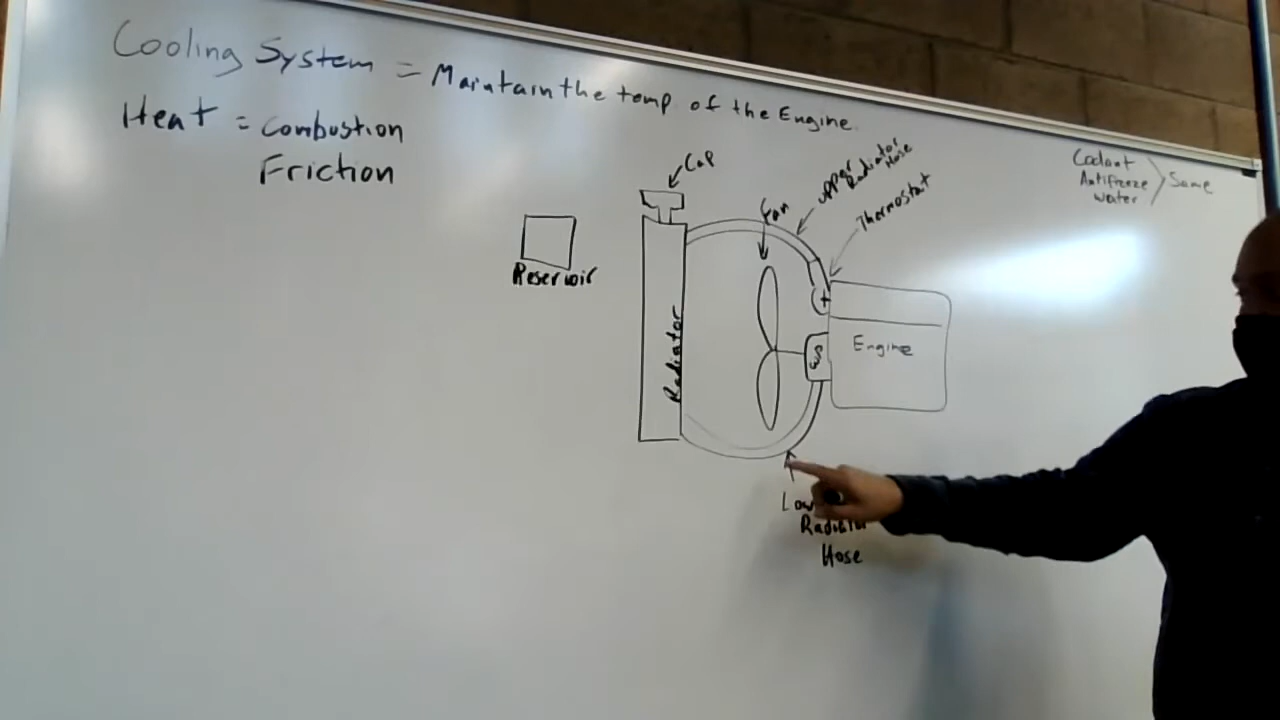 Cooling System = Maintain the temp of the Engine.
Heat = Combustion
Friction
Cap
Fan
Upper
Radiator
Hose
Thermostat
Coolant
Antifreeze
Water
Same
Reservoir
Radiator
Engine
Low
Radiator
Hose